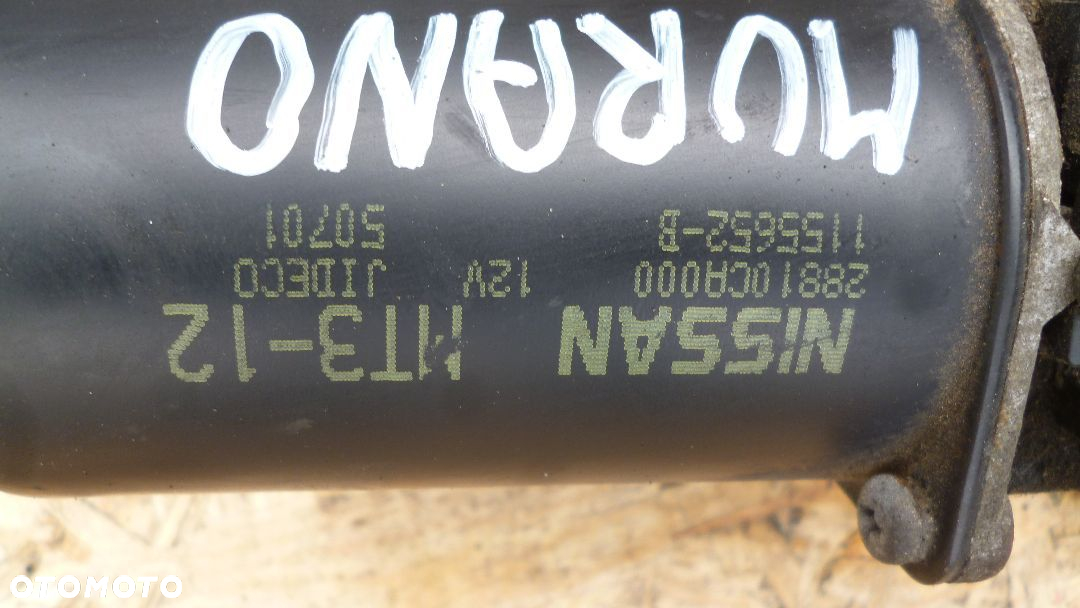 NISSAN MT3-12
28810CA000 12V JIDECO
1155652-B 50701
MURANO
OTOMOTO